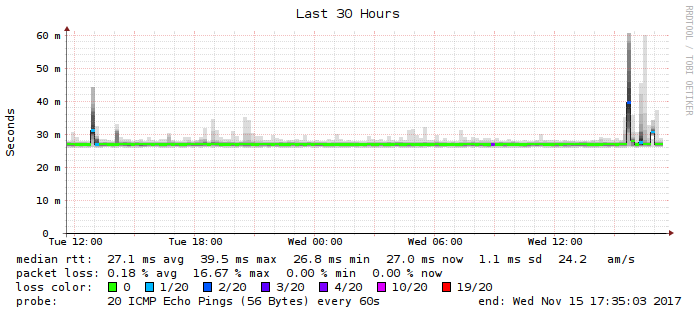 Last 30 Hours
RRDTOOL / TOBI OETIKER
Seconds
60 m
50 m
40 m
30 m
20 m
10 m
0
Tue 12:00 Tue 18:00 Wed 00:00 Wed 06:00 Wed 12:00
median rtt: 27.1 ms avg 39.5 ms max 26.8 ms min 27.0 ms now 1.1 ms sd 24.2 am/s
packet loss: 0.18 % avg 16.67 % max 0.00 % min 0.00 % now
loss color: 0 1/20 2/20 3/20 4/20 10/20 19/20
probe: 20 ICMP Echo Pings (56 Bytes) every 60s end: Wed Nov 15 17:35:03 2017